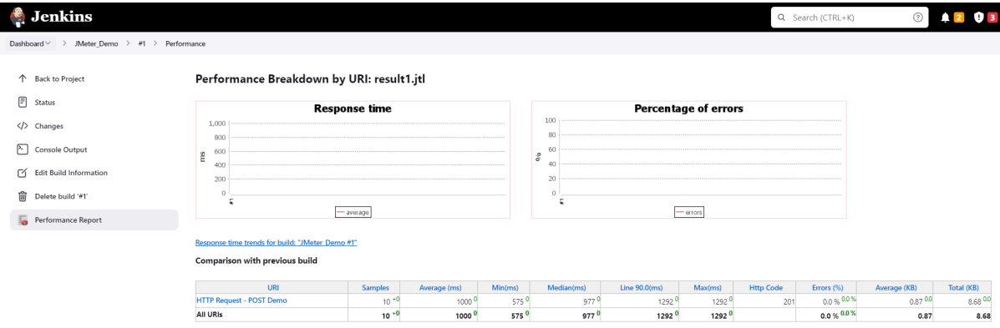 Jenkins
Search (CTRL+K)
2
3
Dashboard > JMeter_Demo > #1 > Performance
Back to Project
Status
Changes
Console Output
Edit Build Information
Delete build '#1'
Performance Report
Performance Breakdown by URI: result1.jtl
Response time
1,000
800
600
400
200
0
ms
#1
average
Percentage of errors
100
80
60
40
20
0
%
#1
errors
Response time trends for build: "JMeter_Demo #1"
Comparison with previous build
URI Samples Average (ms) Min(ms) Median(ms) Line 90.0(ms) Max(ms) Http Code Errors (%) Average (KB) Total (KB)
HTTP Request - POST Demo 10 +0 1000 0 575 0 977 0 1292 0 1292 0 201 0.0 % 0.0 % 0.87 0.0 8.68 0.0
All URIs 10 +0 1000 0 575 0 977 0 1292 0 1292 0 0.0 % 0.0 % 0.87 8.68